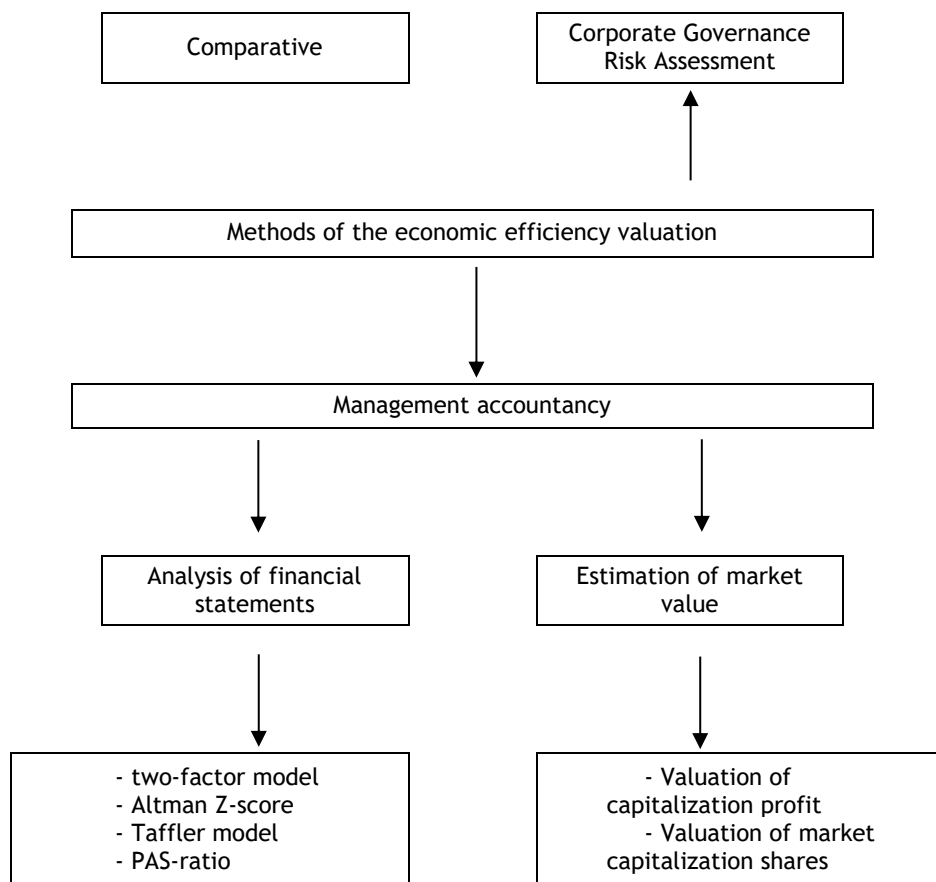 Comparative
Corporate Governance
Risk Assessment
Methods of the economic efficiency valuation
Management accountancy
Analysis of financial
statements
Estimation of market
value
- two-factor model
- Altman Z-score
- Taffler model
- PAS-ratio
- Valuation of
capitalization profit
- Valuation of market
capitalization shares